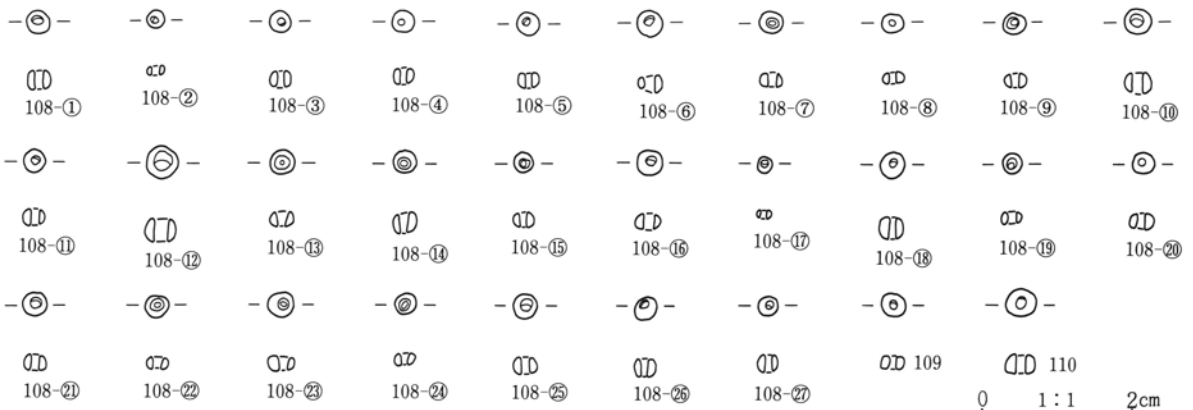 108-① 108-② 108-③ 108-④ 108-⑤ 108-⑥ 108-⑦ 108-⑧ 108-⑨ 108-⑩
108-⑪ 108-⑫ 108-⑬ 108-⑭ 108-⑮ 108-⑯ 108-⑰ 108-⑱ 108-⑲ 108-⑳
108-㉑ 108-㉒ 108-㉓ 108-㉔ 108-㉕ 108-㉖ 108-㉗ 109 110
0 1:1 2cm